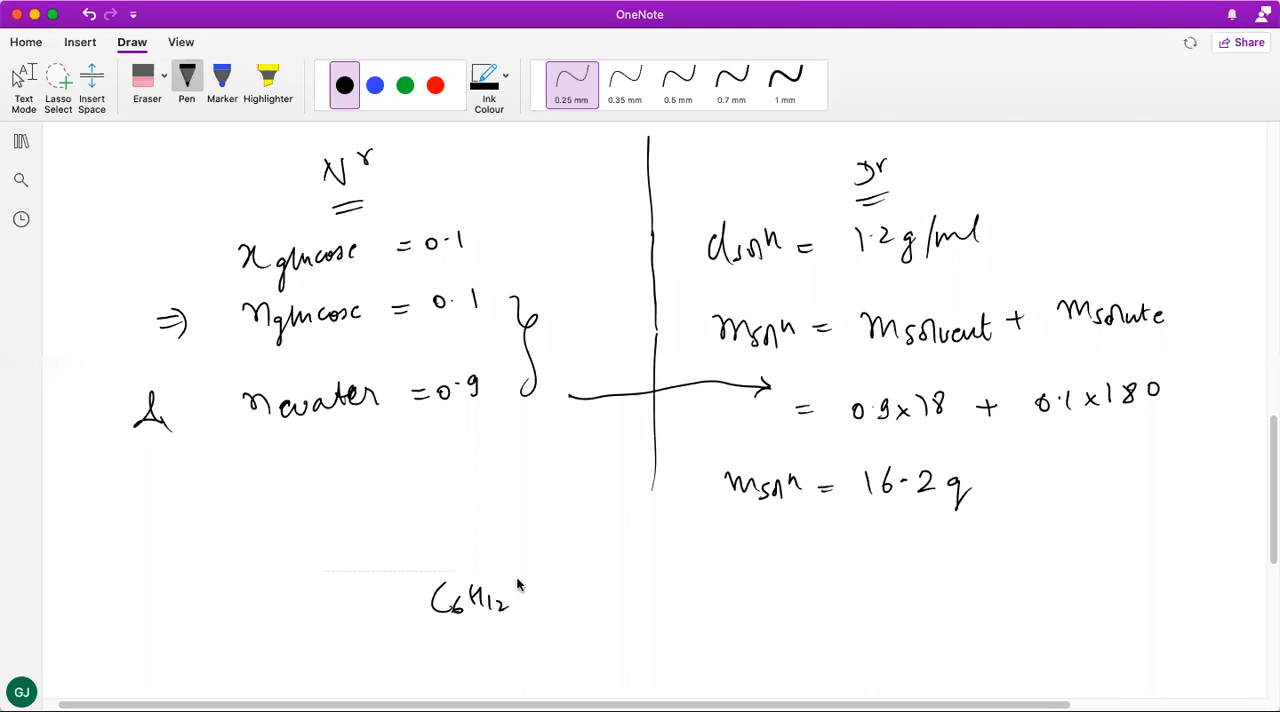 OneNote
Home Insert Draw View
Share
Text Mode
Lasso Select
Insert Space
Eraser
Pen
Marker
Highlighter
Ink Colour
0.25 mm
0.35 mm
0.5 mm
0.7 mm
1 mm
Nʳ
xglucose = 0.1
⇒ nglucose = 0.1
& nwater = 0.9
C₆H₁₂
Dʳ
dsolⁿ = 1.2 g/ml
msolⁿ = msolvent + msolute
= 0.9×18 + 0.1×180
msolⁿ = 16.2 g
GJ